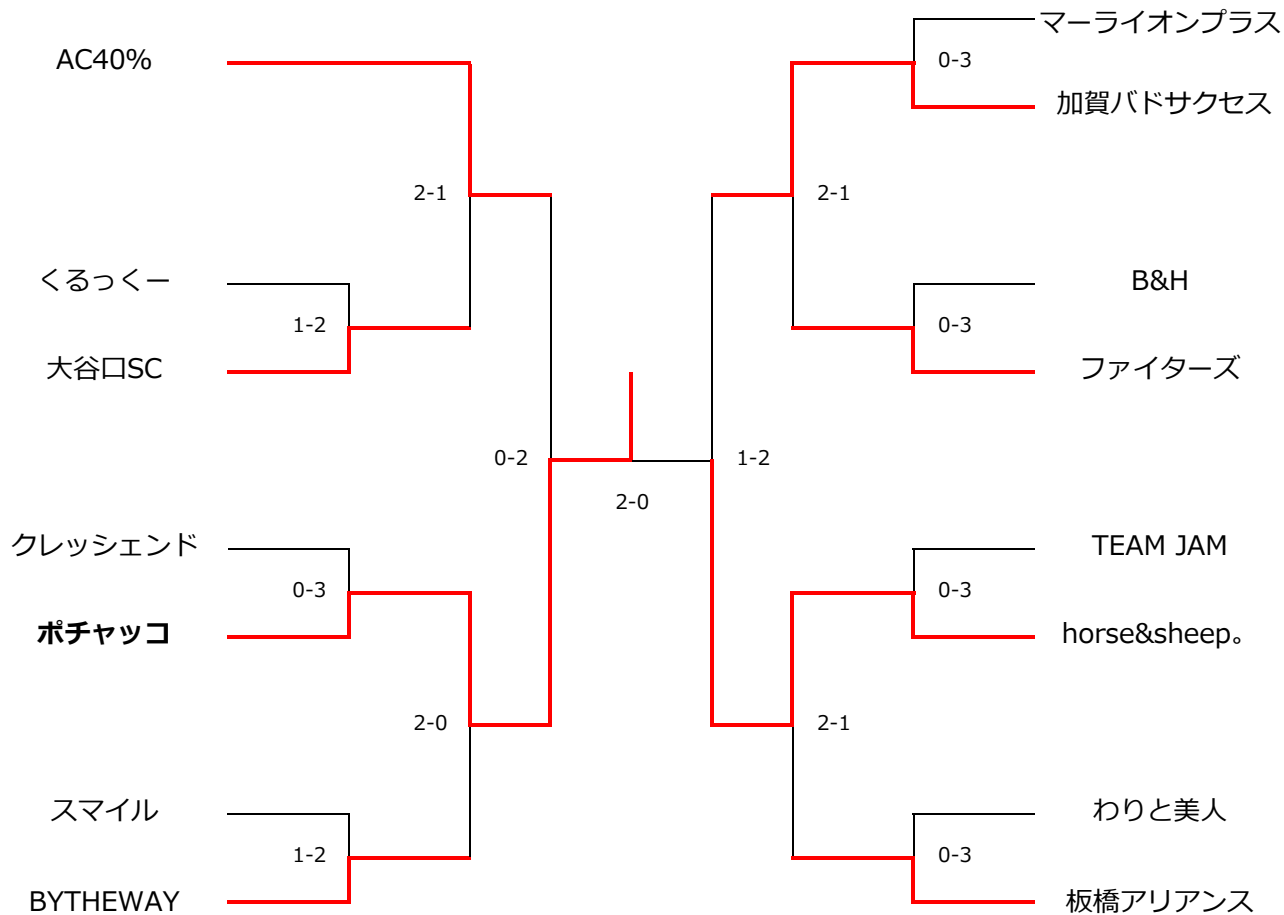 マーライオンプラス
AC40%
0-3
加賀バドサクセス
2-1
2-1
くるっくー
B&H
1-2
0-3
大谷口SC
ファイターズ
0-2
1-2
2-0
クレッシェンド
TEAM JAM
0-3
0-3
ポチャッコ
horse&sheep。
2-0
2-1
スマイル
わりと美人
1-2
0-3
BYTHEWAY
板橋アリアンス